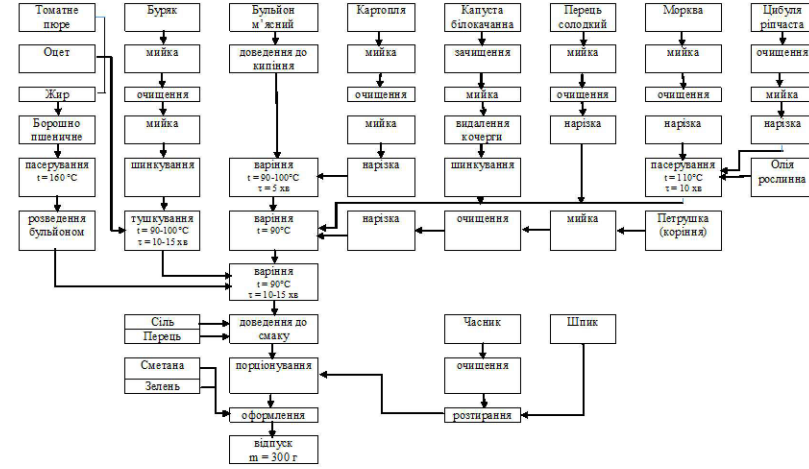 Томатне
пюре
Буряк
Бульйон
м’ясний
Картопля
Капуста
білокачанна
Перець
солодкий
Морква
Цибуля
ріпчаста
Оцет
мийка
доведення до
кипіння
мийка
зачищення
мийка
мийка
очищення
Жир
очищення
очищення
мийка
очищення
очищення
мийка
Борошно
пшеничне
мийка
мийка
видалення
кочерги
нарізка
нарізка
нарізка
пасерування
t = 160 °C
шинкування
варіння
t = 90-100°C
τ = 5 хв
нарізка
шинкування
пасерування
t = 110°C
τ = 10 хв
Олія
рослинна
розведення
бульйоном
тушкування
t = 90-100°C
τ = 10-15 хв
варіння
t = 90°C
нарізка
очищення
мийка
Петрушка
(коріння)
варіння
t = 90°C
τ = 10-15 хв
Сіль
Перець
доведення до
смаку
Часник
Шпик
Сметана
Зелень
порціонування
очищення
оформлення
розтирання
відпуск
m = 300 г